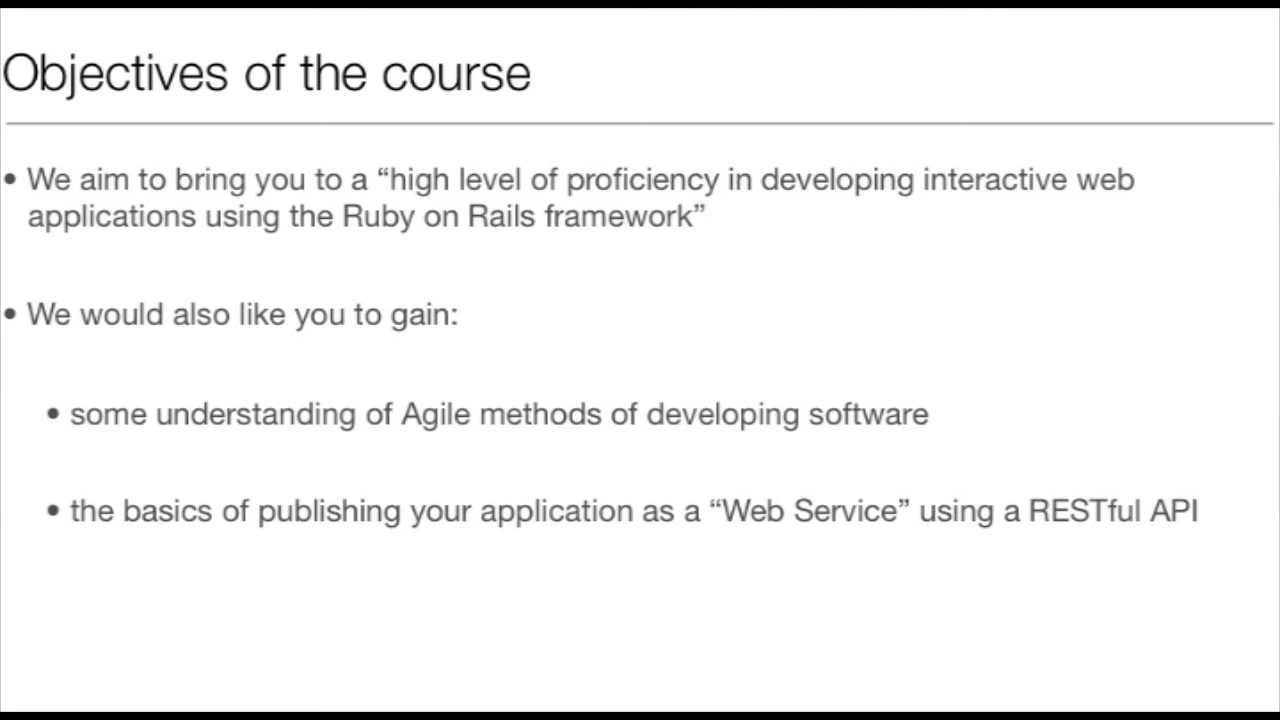 Objectives of the course
• We aim to bring you to a “high level of proficiency in developing interactive web
applications using the Ruby on Rails framework”
• We would also like you to gain:
• some understanding of Agile methods of developing software
• the basics of publishing your application as a “Web Service” using a RESTful API